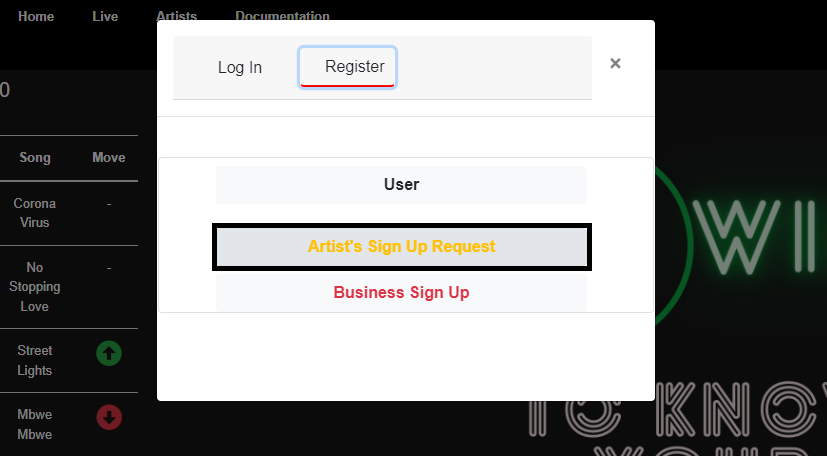 Home Live Artists Documentation
Log In Register ×
0
Song Move
User
Corona
Virus
-
Artist's Sign Up Request
No
Stopping
Love
-
Business Sign Up
Street
Lights
Mbwe
Mbwe
WI
TO KNO
YOUR